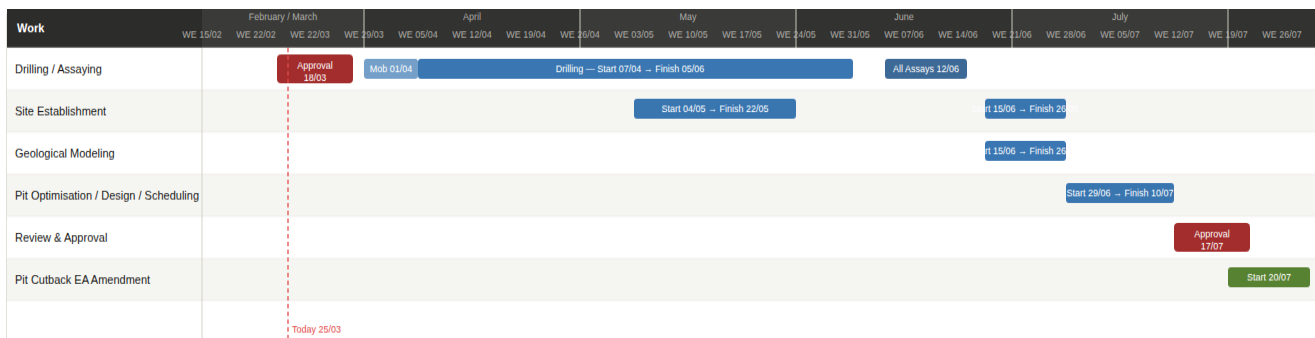 Work
February / March
April
May
June
July
WE 15/02
WE 22/02
WE 22/03
WE 29/03
WE 05/04
WE 12/04
WE 19/04
WE 26/04
WE 03/05
WE 10/05
WE 17/05
WE 24/05
WE 31/05
WE 07/06
WE 14/06
WE 21/06
WE 28/06
WE 05/07
WE 12/07
WE 19/07
WE 26/07
Drilling / Assaying
Approval
18/03
Mob 01/04
Drilling — Start 07/04 → Finish 05/06
All Assays 12/06
Site Establishment
Start 04/05 → Finish 22/05
15/06 → Finish 26
Geological Modeling
15/06 → Finish 26
Pit Optimisation / Design / Scheduling
Start 29/06 → Finish 10/07
Review & Approval
Approval
17/07
Pit Cutback EA Amendment
Start 20/07
Today 25/03